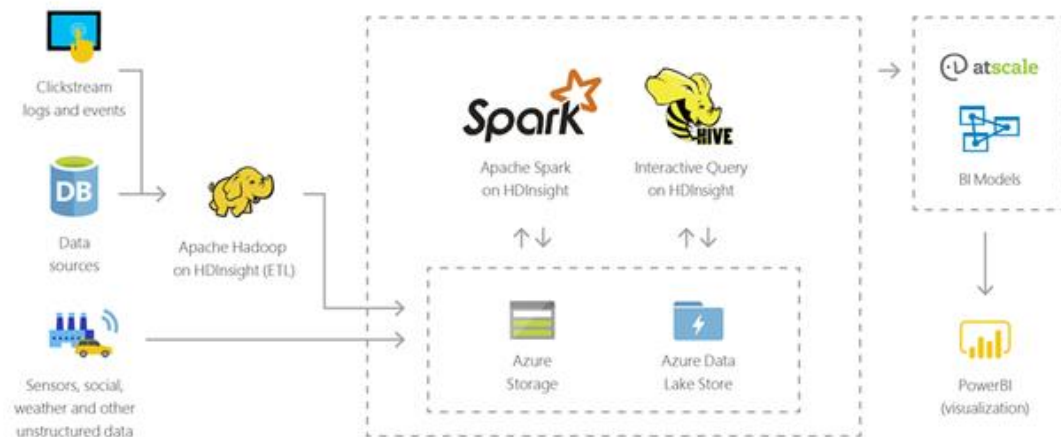 Clickstream
logs and events
DB
Data
sources
Apache Hadoop
on HDInsight (ETL)
Sensors, social,
weather and other
unstructured data
Spark
Apache Spark
on HDInsight
HIVE
Interactive Query
on HDInsight
Azure
Storage
Azure Data
Lake Store
atscale
BI Models
PowerBI
(visualization)